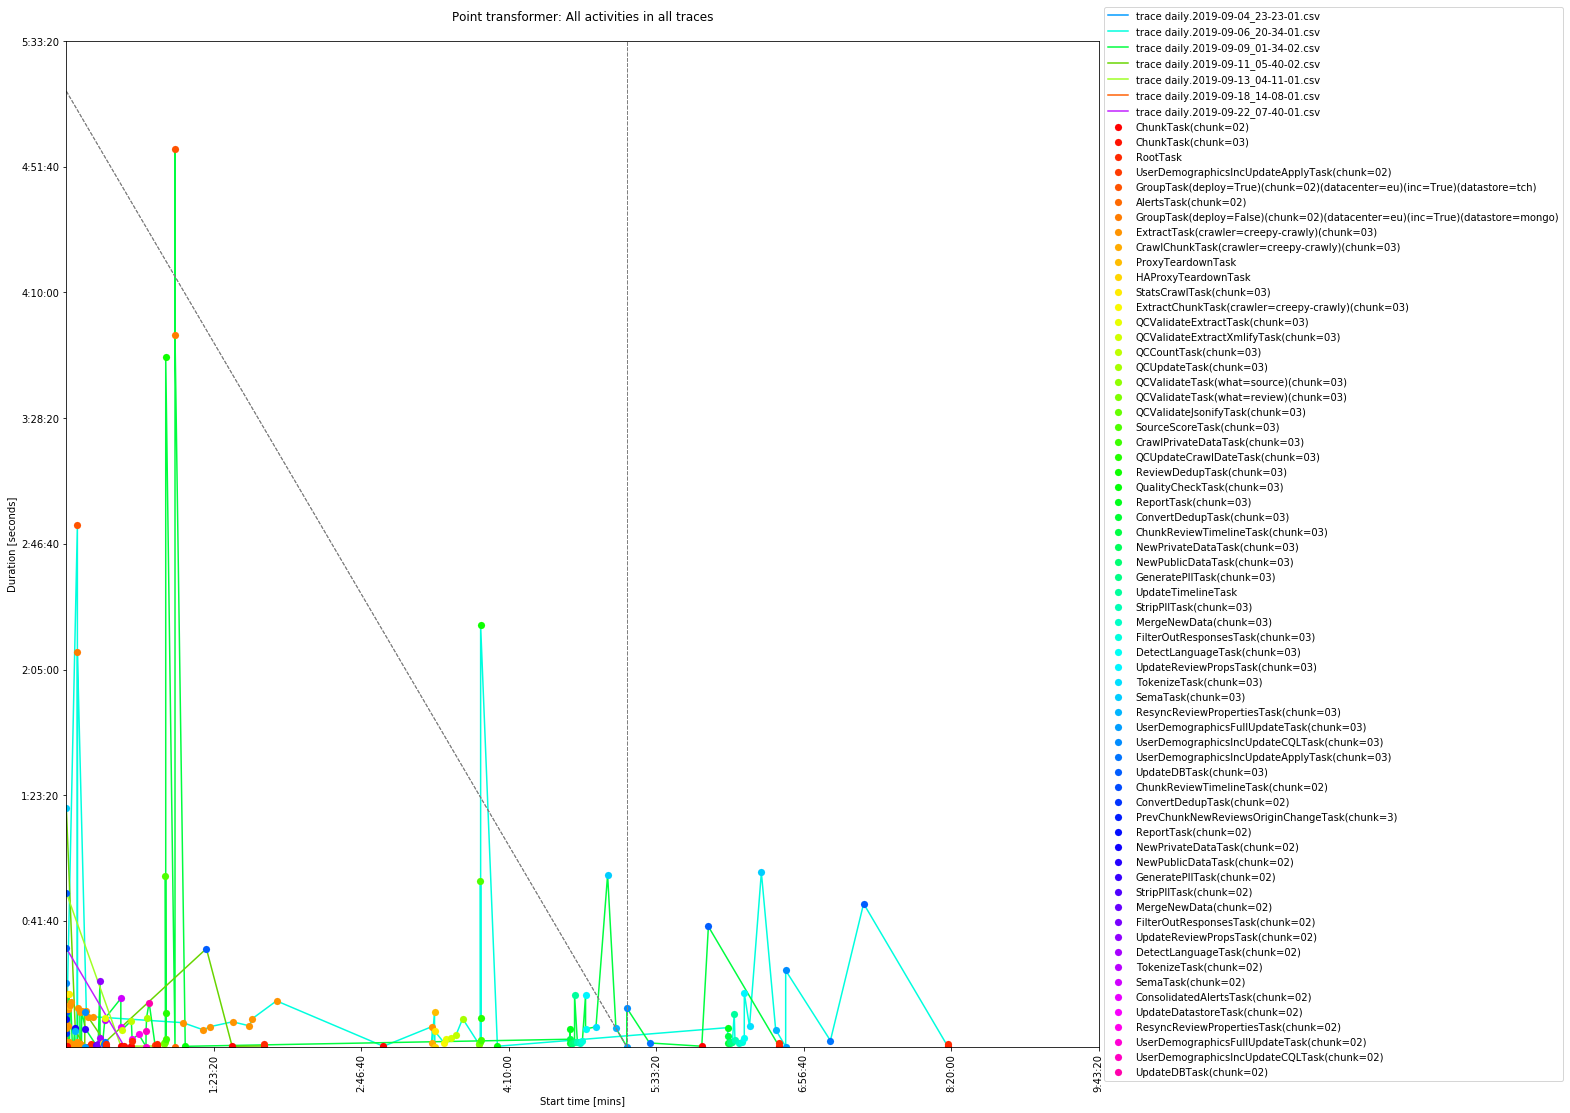 Point transformer: All activities in all traces
5:33:20
4:51:40
4:10:00
3:28:20
2:46:40
2:05:00
1:23:20
0:41:40
Duration [seconds]
1:23:20
2:46:40
4:10:00
5:33:20
6:56:40
8:20:00
9:43:20
Start time [mins]
trace daily.2019-09-04_23-23-01.csv
trace daily.2019-09-06_20-34-01.csv
trace daily.2019-09-09_01-34-02.csv
trace daily.2019-09-11_05-40-02.csv
trace daily.2019-09-13_04-11-01.csv
trace daily.2019-09-18_14-08-01.csv
trace daily.2019-09-22_07-40-01.csv
ChunkTask(chunk=02)
ChunkTask(chunk=03)
RootTask
UserDemographicsIncUpdateApplyTask(chunk=02)
GroupTask(deploy=True)(chunk=02)(datacenter=eu)(inc=True)(datastore=tch)
AlertsTask(chunk=02)
GroupTask(deploy=False)(chunk=02)(datacenter=eu)(inc=True)(datastore=mongo)
ExtractTask(crawler=creepy-crawly)(chunk=03)
CrawlChunkTask(crawler=creepy-crawly)(chunk=03)
ProxyTeardownTask
HAProxyTeardownTask
StatsCrawlTask(chunk=03)
ExtractChunkTask(crawler=creepy-crawly)(chunk=03)
QCValidateExtractTask(chunk=03)
QCValidateExtractXmlifyTask(chunk=03)
QCCountTask(chunk=03)
QCUpdateTask(chunk=03)
QCValidateTask(what=source)(chunk=03)
QCValidateTask(what=review)(chunk=03)
QCValidateJsonifyTask(chunk=03)
SourceScoreTask(chunk=03)
CrawlPrivateDataTask(chunk=03)
QCUpdateCrawlDateTask(chunk=03)
ReviewDedupTask(chunk=03)
QualityCheckTask(chunk=03)
ReportTask(chunk=03)
ConvertDedupTask(chunk=03)
ChunkReviewTimelineTask(chunk=03)
NewPrivateDataTask(chunk=03)
NewPublicDataTask(chunk=03)
GeneratePIITask(chunk=03)
UpdateTimelineTask
StripPIITask(chunk=03)
MergeNewData(chunk=03)
FilterOutResponsesTask(chunk=03)
DetectLanguageTask(chunk=03)
UpdateReviewPropsTask(chunk=03)
TokenizeTask(chunk=03)
SemaTask(chunk=03)
ResyncReviewPropertiesTask(chunk=03)
UserDemographicsFullUpdateTask(chunk=03)
UserDemographicsIncUpdateCQLTask(chunk=03)
UserDemographicsIncUpdateApplyTask(chunk=03)
UpdateDBTask(chunk=03)
ChunkReviewTimelineTask(chunk=02)
ConvertDedupTask(chunk=02)
PrevChunkNewReviewsOriginChangeTask(chunk=3)
ReportTask(chunk=02)
NewPrivateDataTask(chunk=02)
NewPublicDataTask(chunk=02)
GeneratePIITask(chunk=02)
StripPIITask(chunk=02)
MergeNewData(chunk=02)
FilterOutResponsesTask(chunk=02)
UpdateReviewPropsTask(chunk=02)
DetectLanguageTask(chunk=02)
TokenizeTask(chunk=02)
SemaTask(chunk=02)
ConsolidatedAlertsTask(chunk=02)
UpdateDatastoreTask(chunk=02)
ResyncReviewPropertiesTask(chunk=02)
UserDemographicsFullUpdateTask(chunk=02)
UserDemographicsIncUpdateCQLTask(chunk=02)
UpdateDBTask(chunk=02)